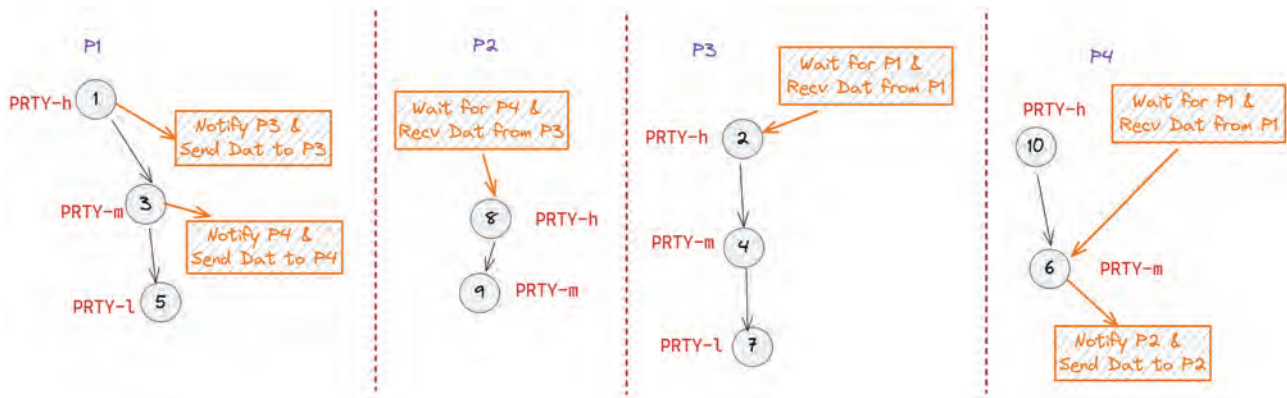 P1
PRTY-h
1
Notify P3 &
Send Dat to P3
PRTY-m
3
Notify P4 &
Send Dat to P4
PRTY-l
5
P2
Wait for P4 &
Recv Dat from P3
8
PRTY-h
9
PRTY-m
P3
Wait for P1 &
Recv Dat from P1
PRTY-h
2
PRTY-m
4
PRTY-l
7
P4
PRTY-h
10
Wait for P1 &
Recv Dat from P1
6
PRTY-m
Notify P2 &
Send Dat to P2